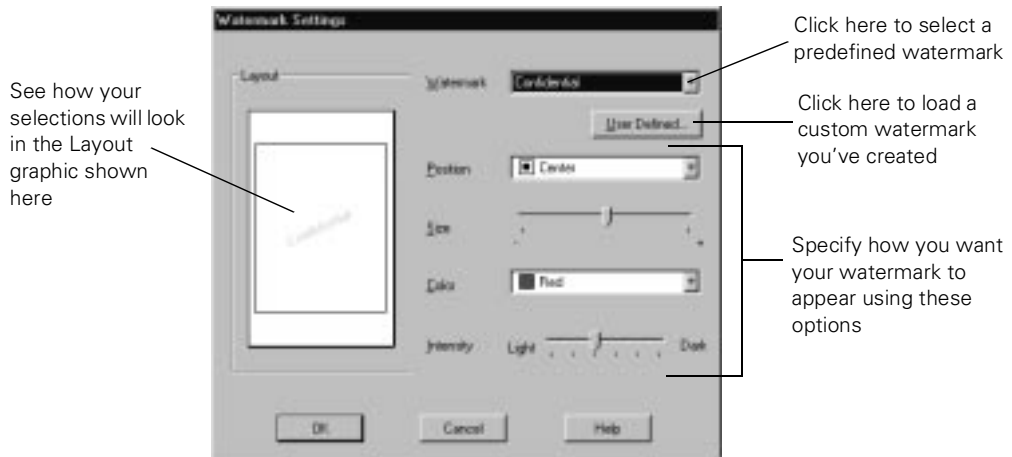 Watermark Settings
Click here to select a
predefined watermark
Layout
Watermark
Confidential
See how your
selections will look
in the Layout
graphic shown
here
Click here to load a
custom watermark
you've created
User Defined...
Position
Center
Confidential
Size
-
+
Specify how you want
your watermark to
appear using these
options
Color
Red
Intensity
Light
Dark
OK
Cancel
Help